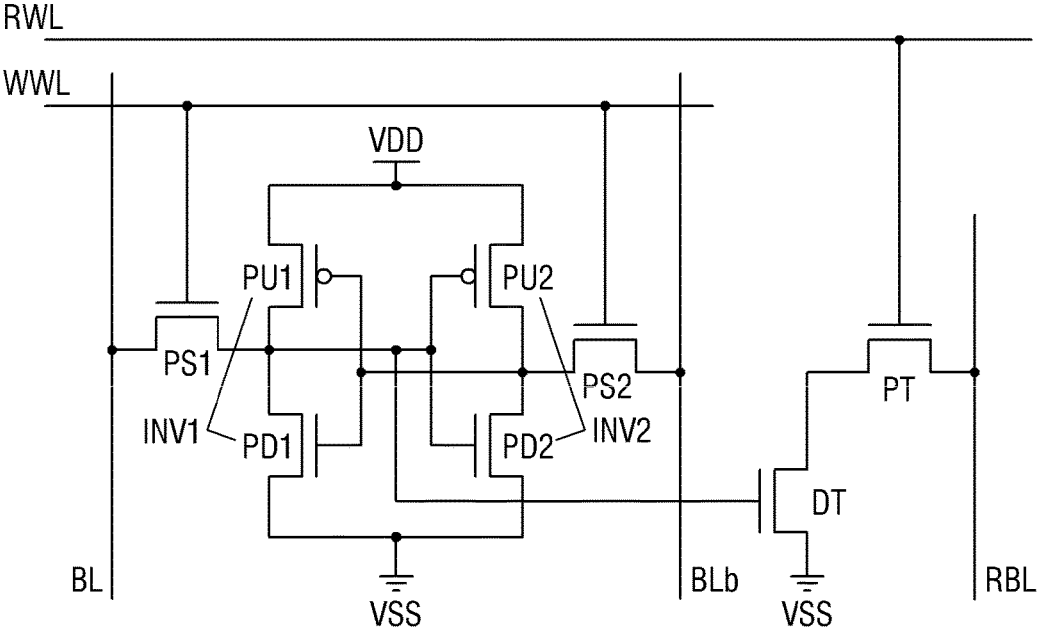 RWL
WWL
VDD
PU1
PU2
PS1
PS2
PT
INV1
PD1
PD2
INV2
DT
BL
VSS
BLb
VSS
RBL